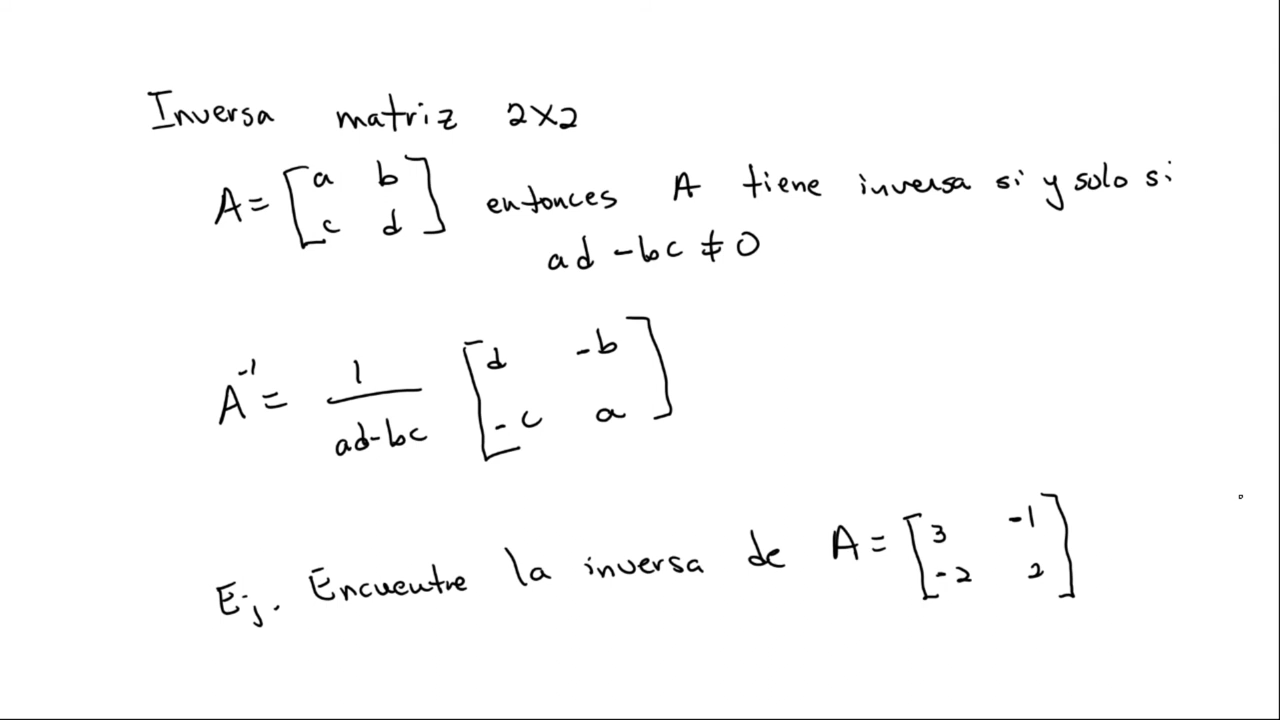 Inversa matriz 2x2
A = [a b; c d] entonces A tiene inversa si y solo si
ad - bc ≠ 0
A⁻¹ = 1/(ad-bc) [d -b; -c a]
Ej. Encuentre la inversa de A = [3 -1; -2 2]